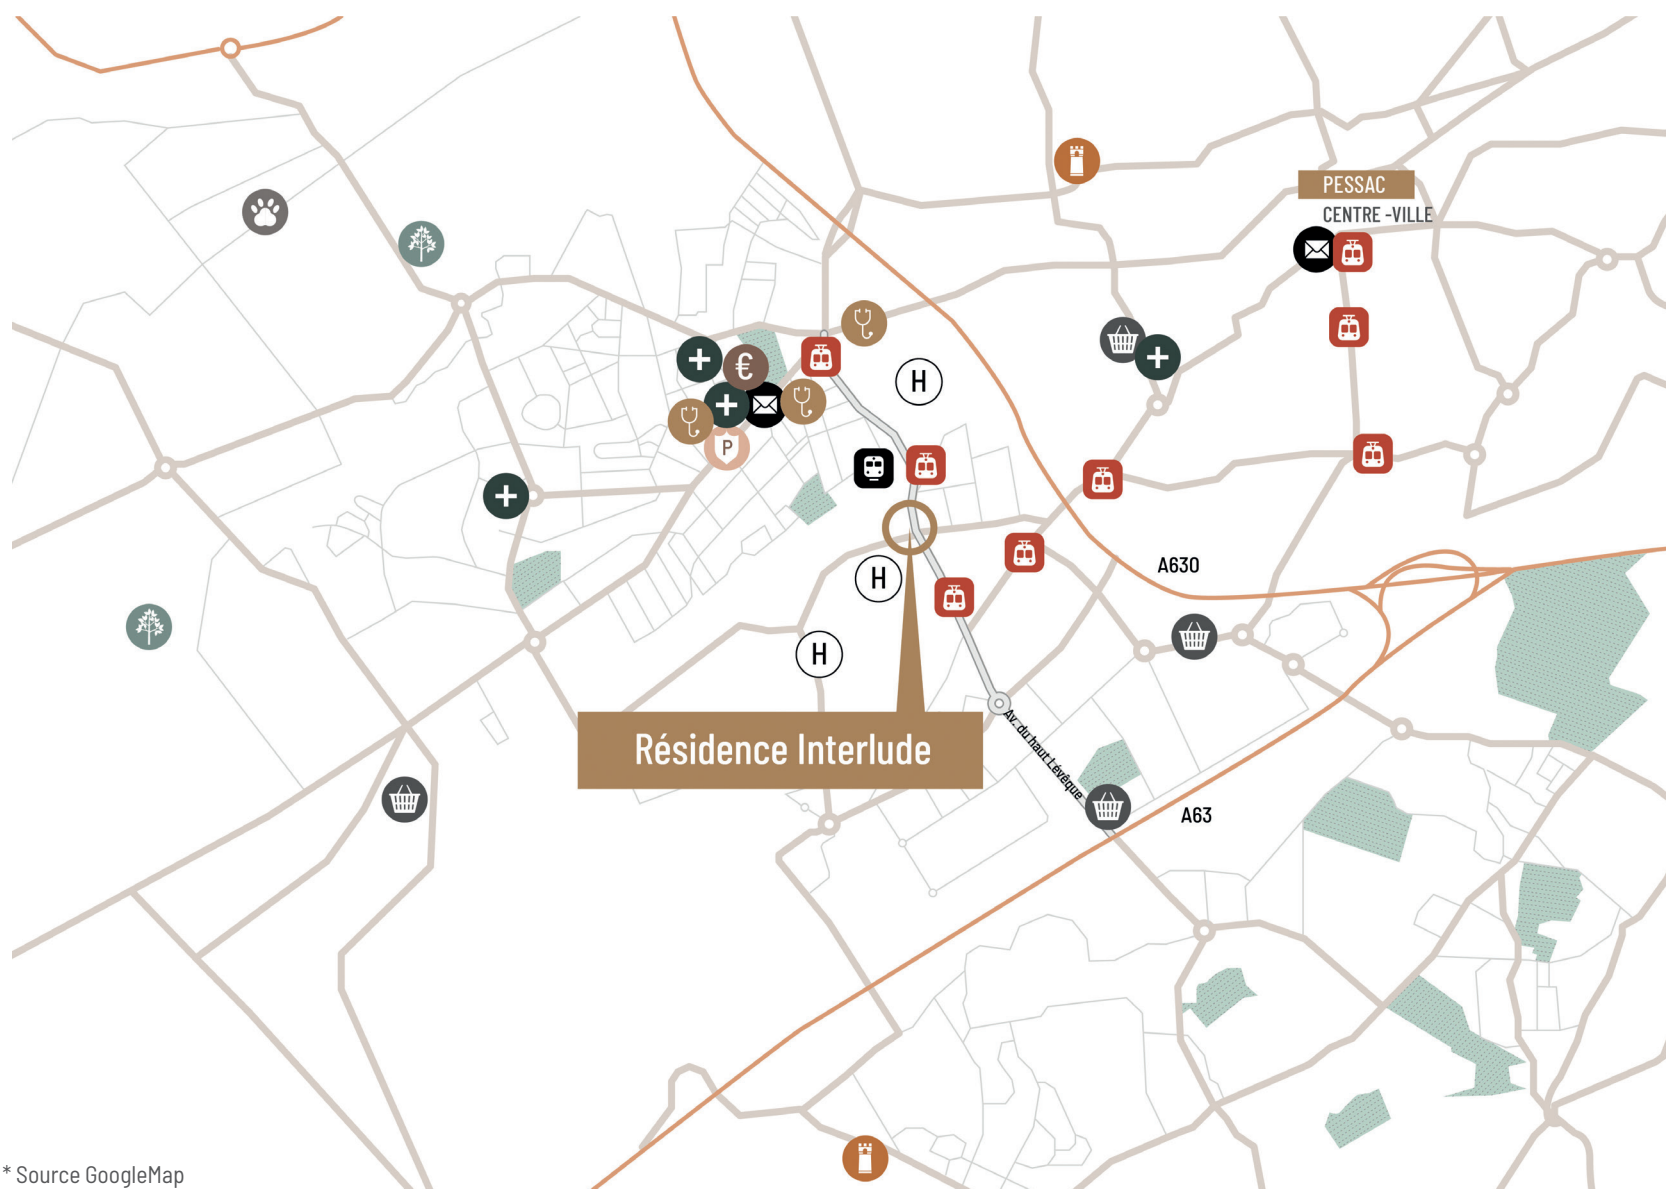 PESSAC
CENTRE -VILLE
H
€
P
H
A630
H
Résidence Interlude
Av. du haut Lévêque
A63
* Source GoogleMap